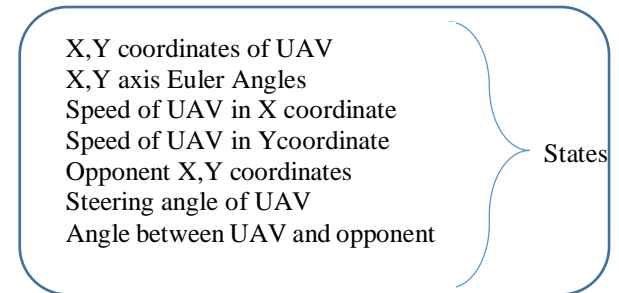 X,Y coordinates of UAV
X,Y axis Euler Angles
Speed of UAV in X coordinate
Speed of UAV in Ycoordinate
Opponent X,Y coordinates
Steering angle of UAV
Angle between UAV and opponent
States